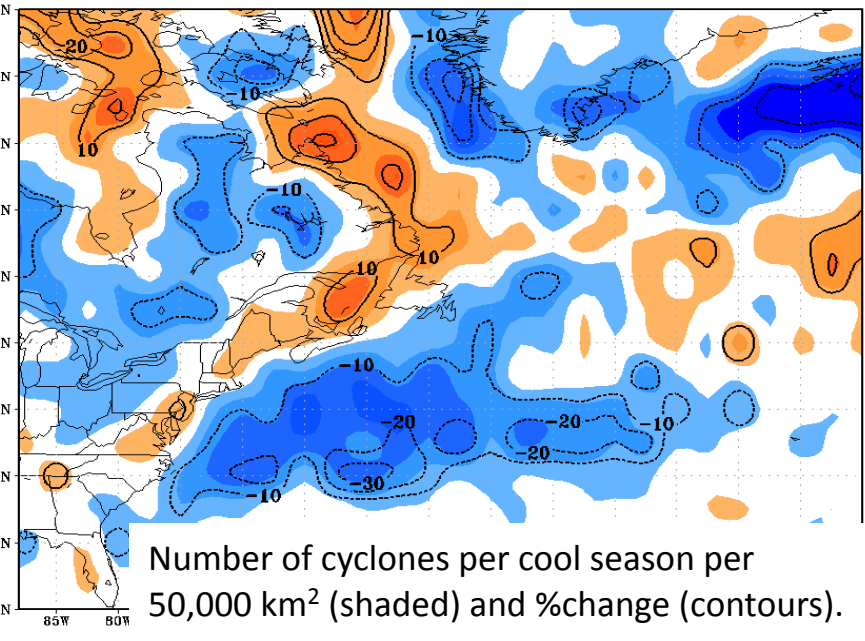 N
-20
-10
N
-10
10
N
-10
N
10
10
N
N
-10
N
-20
-20
-10
-20
N
-30
-10
N
Number of cyclones per cool season per
50,000 km² (shaded) and %change (contours).
N
85W 80W